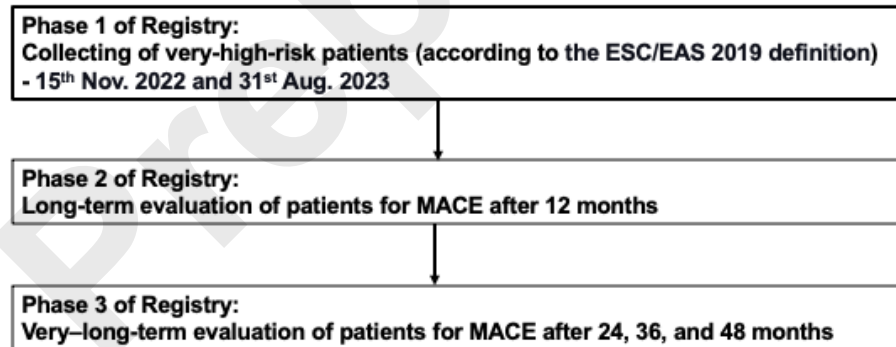 Phase 1 of Registry:
Collecting of very-high-risk patients (according to the ESC/EAS 2019 definition)
- 15th Nov. 2022 and 31st Aug. 2023
Phase 2 of Registry:
Long-term evaluation of patients for MACE after 12 months
Phase 3 of Registry:
Very–long-term evaluation of patients for MACE after 24, 36, and 48 months
Prep